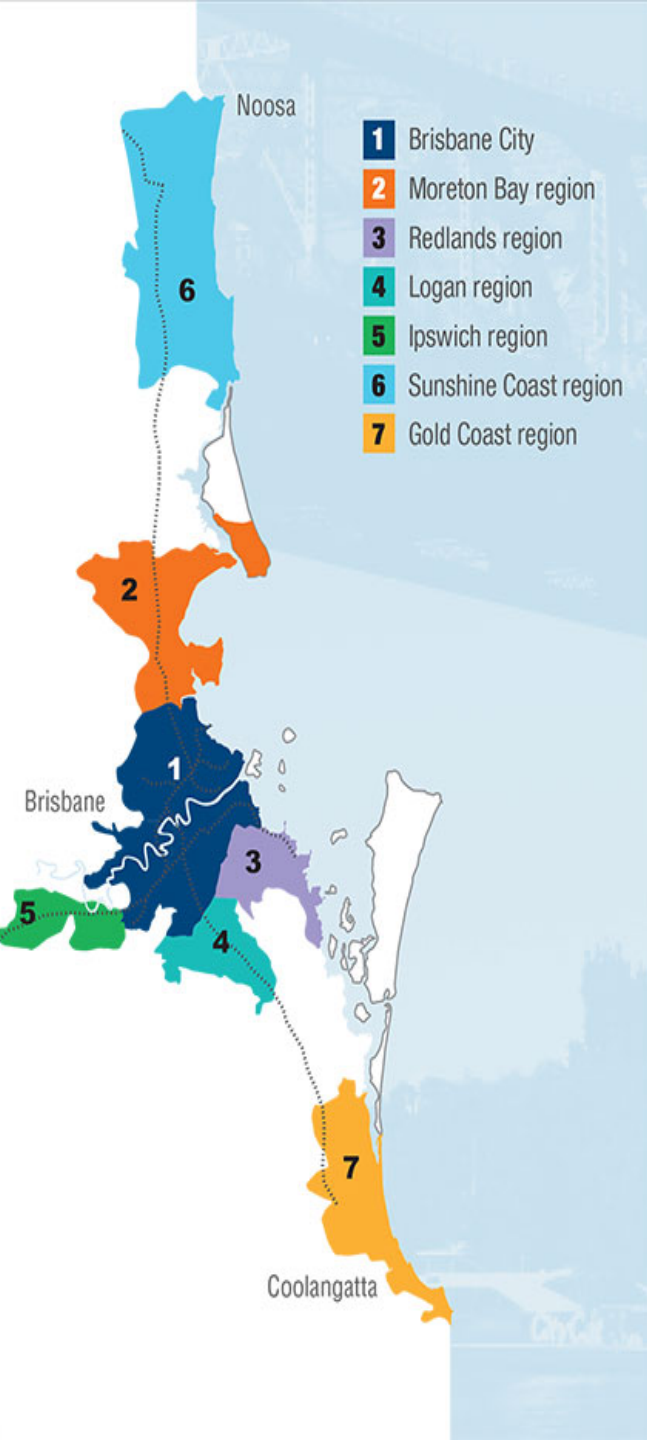 Noosa
1 Brisbane City
2 Moreton Bay region
3 Redlands region
4 Logan region
5 Ipswich region
6 Sunshine Coast region
7 Gold Coast region
6
2
1
Brisbane
3
5
4
7
Coolangatta